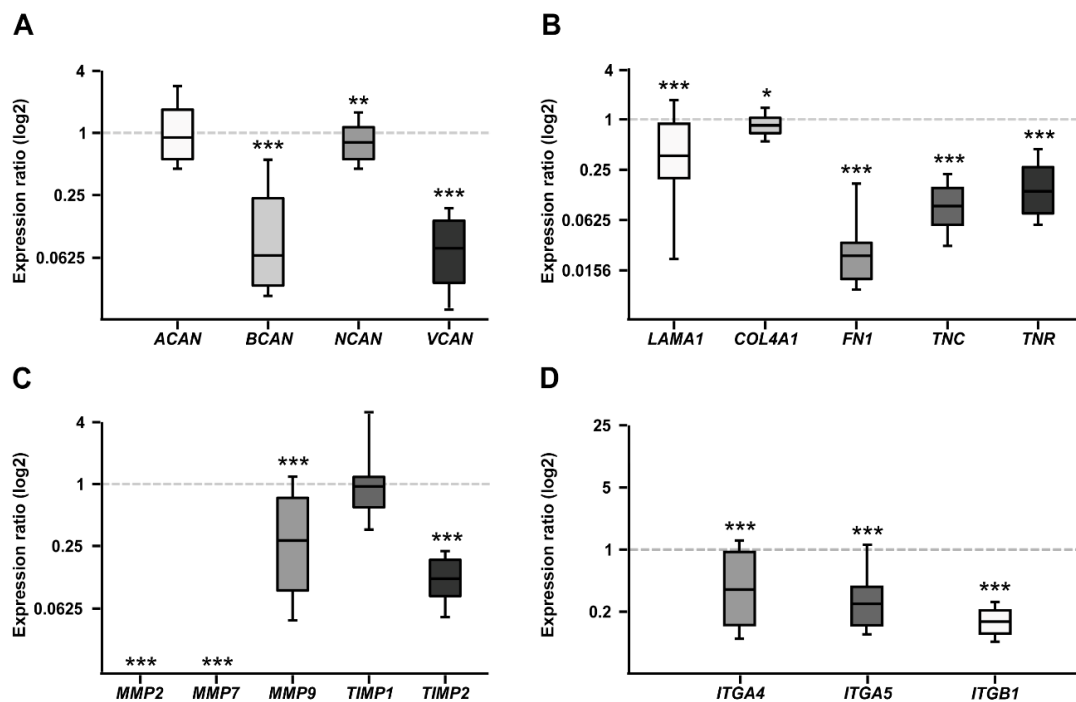 A
Expression ratio (log2)
4
1
0.25
0.0625
***
**
***
ACAN BCAN NCAN VCAN
B
Expression ratio (log2)
4
1
0.25
0.0625
0.0156
***
*
***
***
***
LAMA1 COL4A1 FN1 TNC TNR
C
Expression ratio (log2)
4
1
0.25
0.0625
***
***
***
***
MMP2 MMP7 MMP9 TIMP1 TIMP2
D
Expression ratio (log2)
25
5
1
0.2
***
***
***
ITGA4 ITGA5 ITGB1